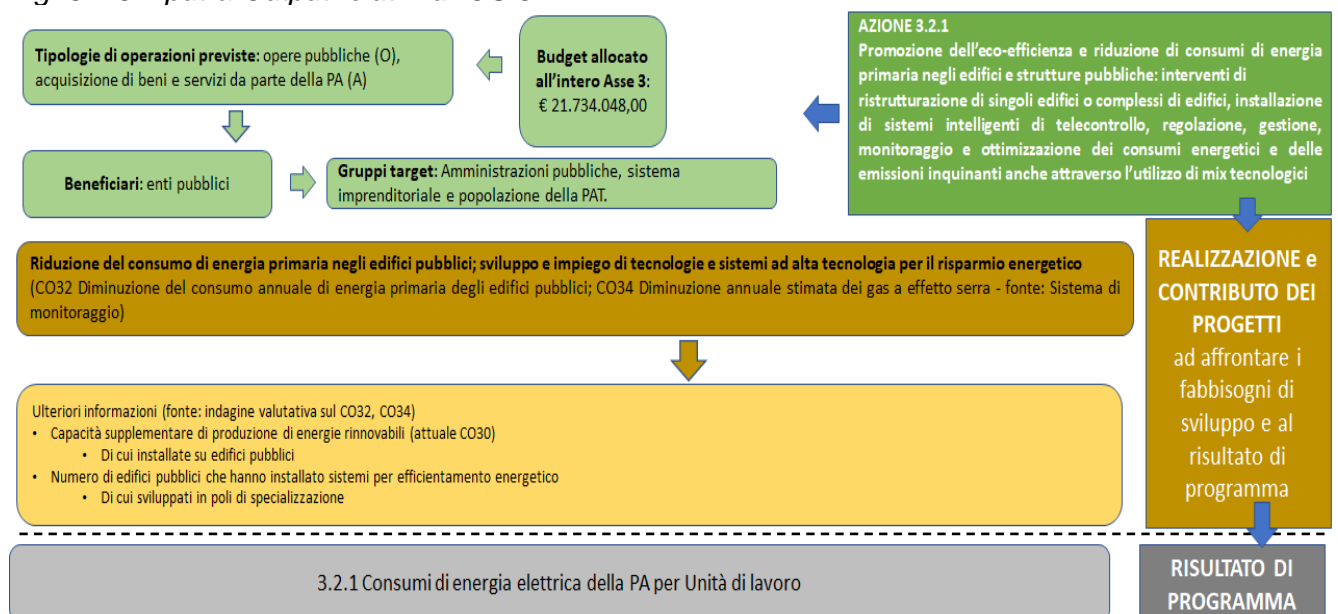 Tipologie di operazioni previste: opere pubbliche (O),
acquisizione di beni e servizi da parte della PA (A)
Budget allocato
all'intero Asse 3:
€ 21.734.048,00
AZIONE 3.2.1
Promozione dell'eco-efficienza e riduzione di consumi di energia
primaria negli edifici e strutture pubbliche: interventi di
ristrutturazione di singoli edifici o complessi di edifici, installazione
di sistemi intelligenti di telecontrollo, regolazione, gestione,
monitoraggio e ottimizzazione dei consumi energetici e delle
emissioni inquinanti anche attraverso l'utilizzo di mix tecnologici
Beneficiari: enti pubblici
Gruppi target: Amministrazioni pubbliche, sistema
imprenditoriale e popolazione della PAT.
Riduzione del consumo di energia primaria negli edifici pubblici; sviluppo e impiego di tecnologie e sistemi ad alta tecnologia per il risparmio energetico
(CO32 Diminuzione del consumo annuale di energia primaria degli edifici pubblici; CO34 Diminuzione annuale stimata dei gas a effetto serra - fonte: Sistema di
monitoraggio)
REALIZZAZIONE e
CONTRIBUTO DEI
PROGETTI
ad affrontare i
fabbisogni di
sviluppo e al
risultato di
programma
Ulteriori informazioni (fonte: indagine valutativa sul CO32, CO34)
• Capacità supplementare di produzione di energie rinnovabili (attuale CO30)
• Di cui installate su edifici pubblici
• Numero di edifici pubblici che hanno installato sistemi per efficientamento energetico
• Di cui sviluppati in poli di specializzazione
3.2.1 Consumi di energia elettrica della PA per Unità di lavoro
RISULTATO DI
PROGRAMMA